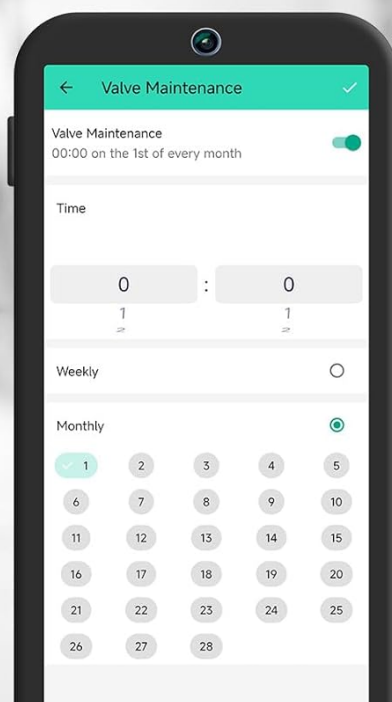 Valve Maintenance
Valve Maintenance
00:00 on the 1st of every month
Time
0 : 0
1 1
2 2
Weekly
Monthly
1 2 3 4 5
6 7 8 9 10
11 12 13 14 15
16 17 18 19 20
21 22 23 24 25
26 27 28